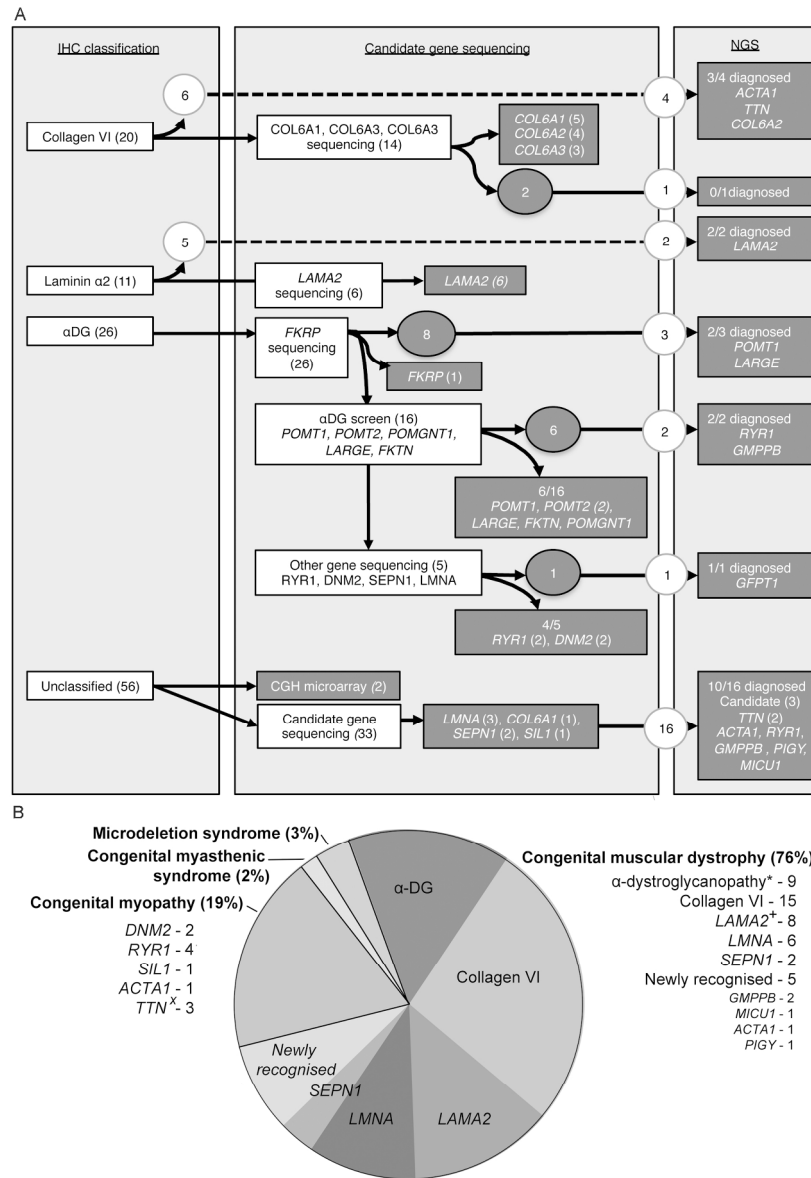 A
IHC classification
Candidate gene sequencing
NGS
6
4
3/4 diagnosed
ACTA1
TTN
COL6A2
Collagen VI (20)
COL6A1, COL6A3, COL6A3
sequencing (14)
COL6A1 (5)
COL6A2 (4)
COL6A3 (3)
2
1
0/1diagnosed
5
2
2/2 diagnosed
LAMA2
Laminin α2 (11)
LAMA2
sequencing (6)
LAMA2 (6)
αDG (26)
FKRP
sequencing
(26)
8
3
2/3 diagnosed
POMT1
LARGE
FKRP (1)
αDG screen (16)
POMT1, POMT2, POMGNT1,
LARGE, FKTN
6
2
2/2 diagnosed
RYR1
GMPPB
6/16
POMT1, POMT2 (2),
LARGE, FKTN, POMGNT1
Other gene sequencing (5)
RYR1, DNM2, SEPN1, LMNA
1
1
1/1 diagnosed
GFPT1
4/5
RYR1 (2), DNM2 (2)
Unclassified (56)
CGH microarray (2)
Candidate gene
sequencing (33)
LMNA (3), COL6A1 (1),
SEPN1 (2), SIL1 (1)
16
10/16 diagnosed
Candidate (3)
TTN (2)
ACTA1, RYR1,
GMPPB , PIGY,
MICU1
B
Microdeletion syndrome (3%)
Congenital myasthenic
syndrome (2%)
Congenital myopathy (19%)
DNM2 - 2
RYR1 - 4
SIL1 - 1
ACTA1 - 1
TTN x - 3
α-DG
Collagen VI
LAMA2
LMNA
SEPN1
Newly
recognised
Congenital muscular dystrophy (76%)
α-dystroglycanopathy* - 9
Collagen VI - 15
LAMA2+ - 8
LMNA - 6
SEPN1 - 2
Newly recognised - 5
GMPPB - 2
MICU1 - 1
ACTA1 - 1
PIGY - 1